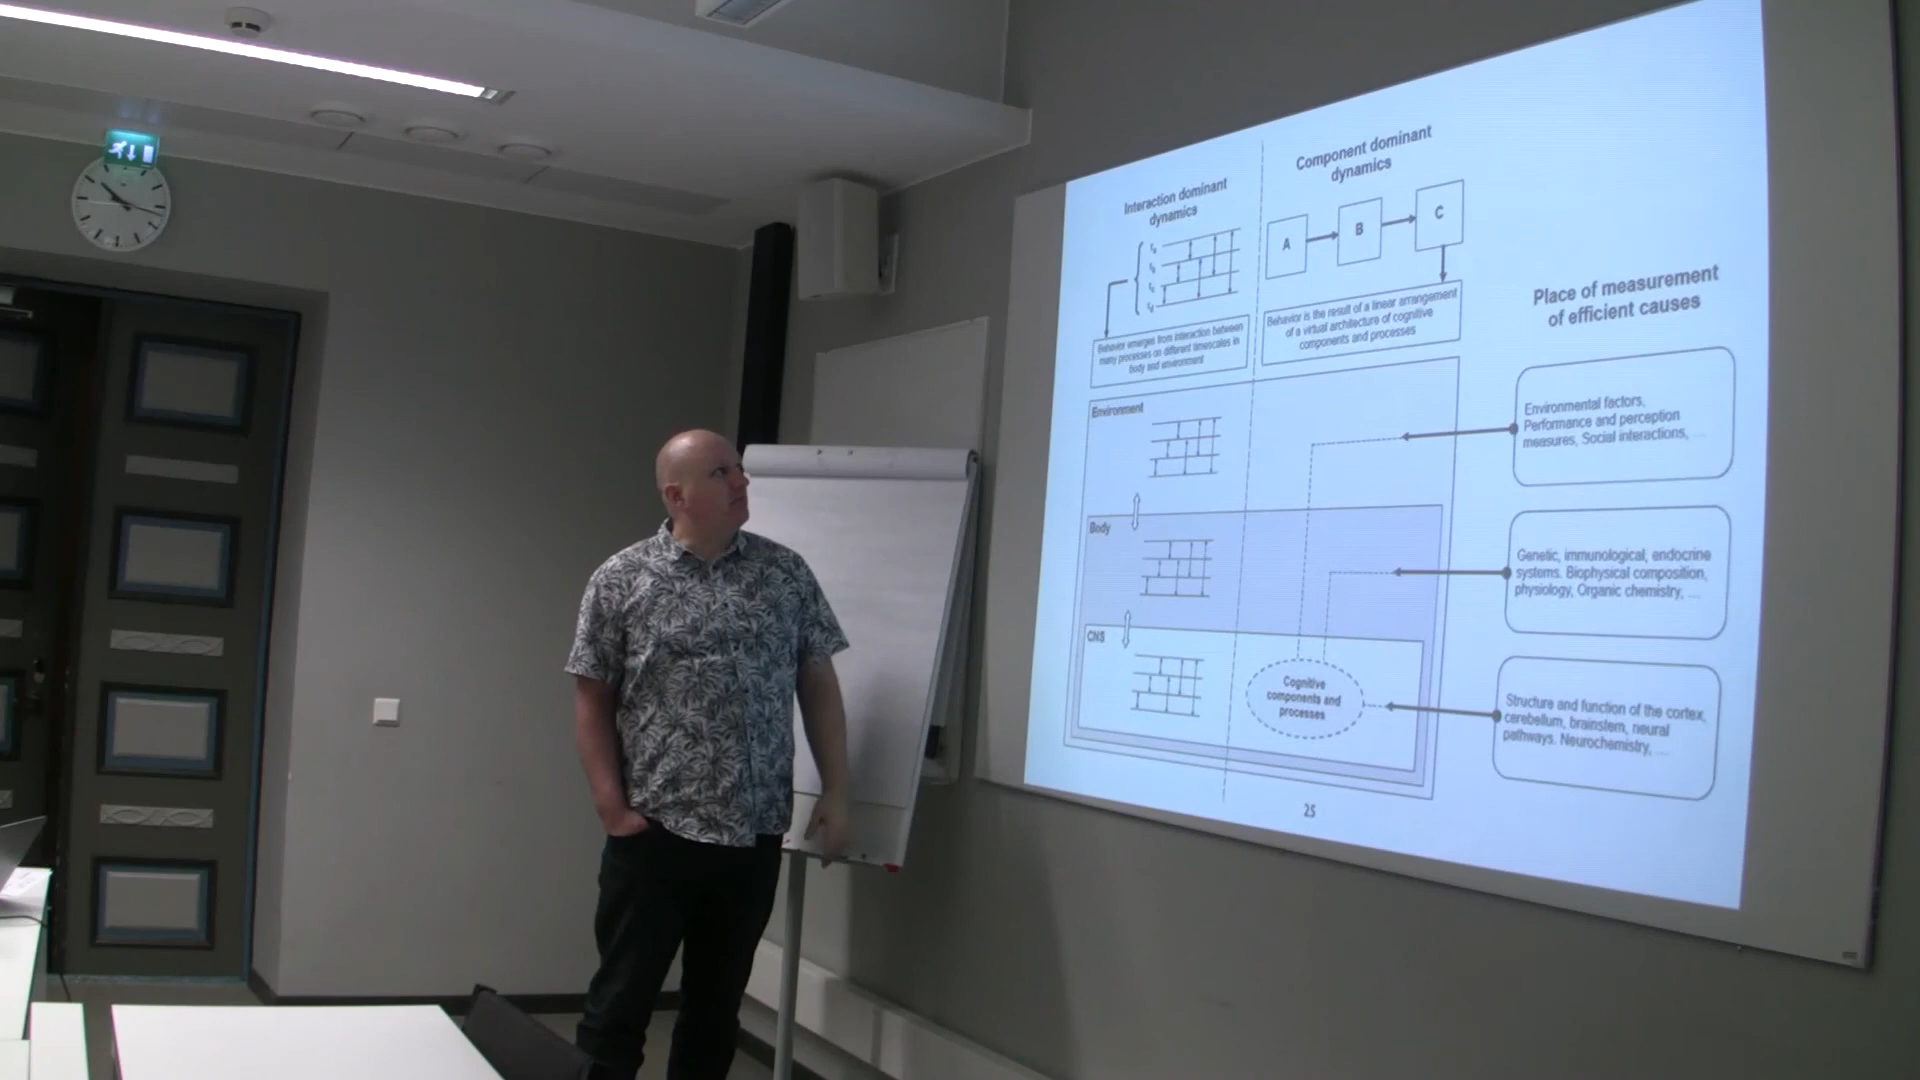 Interaction dominant
dynamics
Component dominant
dynamics
A
B
C
Behavior emerges from interaction between
many processes on different timescales in
body and environment
Behavior is the result of a linear arrangement
of a virtual architecture of cognitive
components and processes
Place of measurement
of efficient causes
Environment
Environmental factors,
Performance and perception
measures, Social interactions, ...
Body
Genetic, immunological, endocrine
systems. Biophysical composition,
physiology, Organic chemistry, ...
CNS
Cognitive
components and
processes
Structure and function of the cortex,
cerebellum, brainstem, neural
pathways. Neurochemistry, ...
25